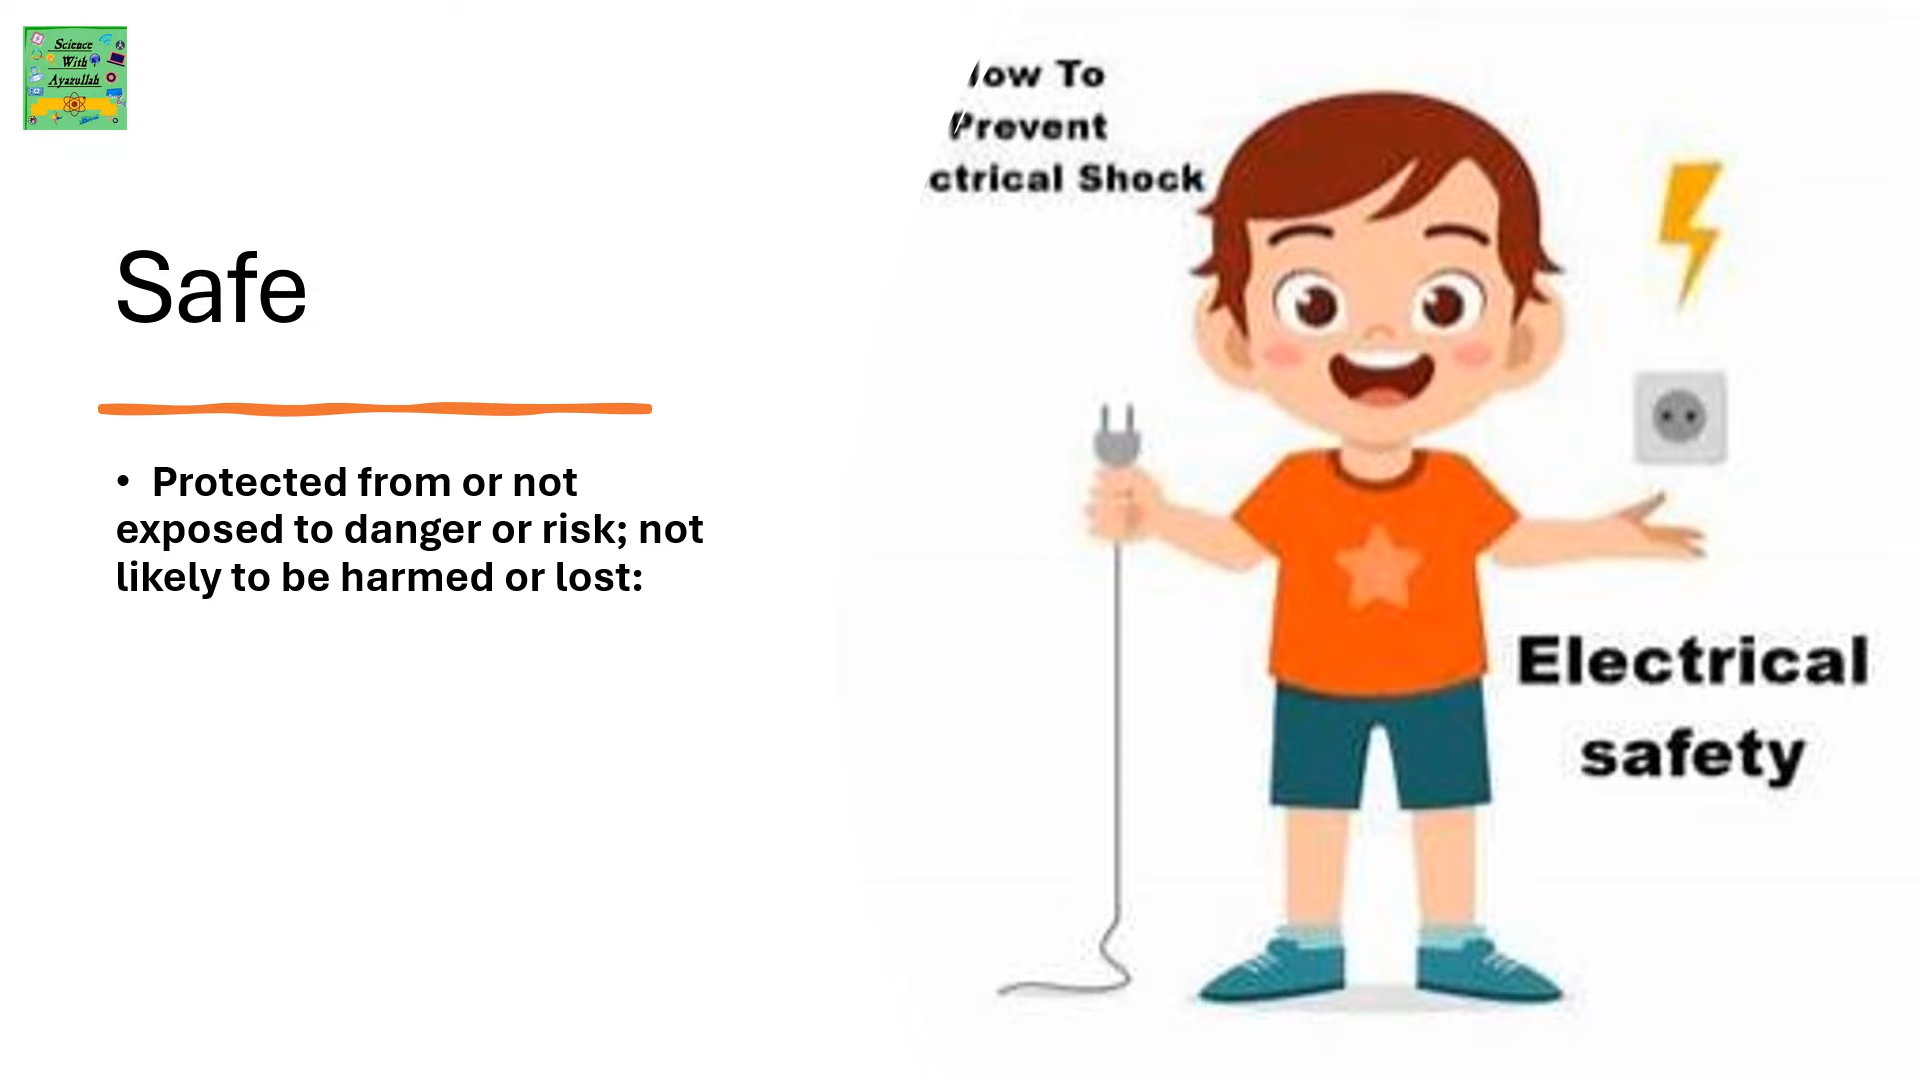 Science
With
Ayazullah
ow To
Prevent
ctrical Shock
Safe
• Protected from or not
exposed to danger or risk; not
likely to be harmed or lost:
Electrical
safety